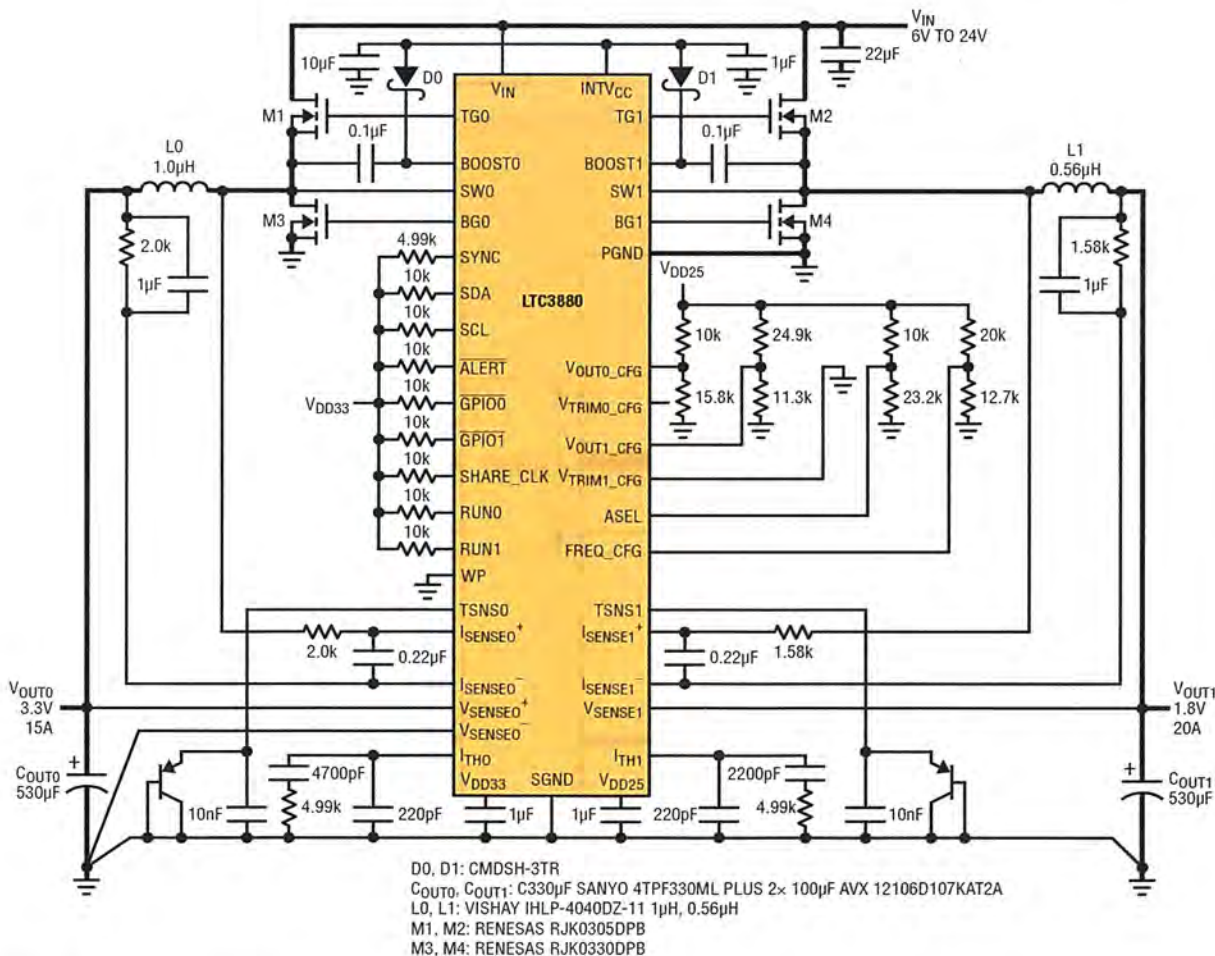 VIN
6V TO 24V
10µF
D0
1µF
D1
22µF
VIN
INTVCC
M1
TG0
TG1
M2
0.1µF
0.1µF
L0
1.0µH
BOOST0
BOOST1
L1
0.56µH
SW0
SW1
M3
BG0
BG1
M4
2.0k
4.99k
SYNC
PGND
1.58k
1µF
10k
SDA
LTC3880
VDD25
1µF
10k
SCL
10k
24.9k
10k
20k
10k
ALERT
VOUT0_CFG
10k
VDD33
GPIO0
VTRIM0_CFG
15.8k
11.3k
23.2k
12.7k
10k
GPIO1
VOUT1_CFG
10k
SHARE_CLK
VTRIM1_CFG
10k
RUN0
ASEL
10k
RUN1
FREQ_CFG
WP
TSNS0
TSNS1
ISENSE0+
ISENSE1+
2.0k
0.22µF
0.22µF
1.58k
ISENSE0–
ISENSE1–
VOUT0
3.3V
15A
VSENSE0+
VSENSE1
VOUT1
1.8V
20A
VSENSE0–
ITH0
ITH1
COUT0
530µF
+
4700pF
VDD33
SGND
VDD25
2200pF
+
COUT1
530µF
10nF
4.99k
220pF
1µF
1µF
220pF
4.99k
10nF
D0, D1: CMDSH-3TR
COUT0, COUT1: C330µF SANYO 4TPF330ML PLUS 2× 100µF AVX 12106D107KAT2A
L0, L1: VISHAY IHLP-4040DZ-11 1µH, 0.56µH
M1, M2: RENESAS RJK0305DPB
M3, M4: RENESAS RJK0330DPB